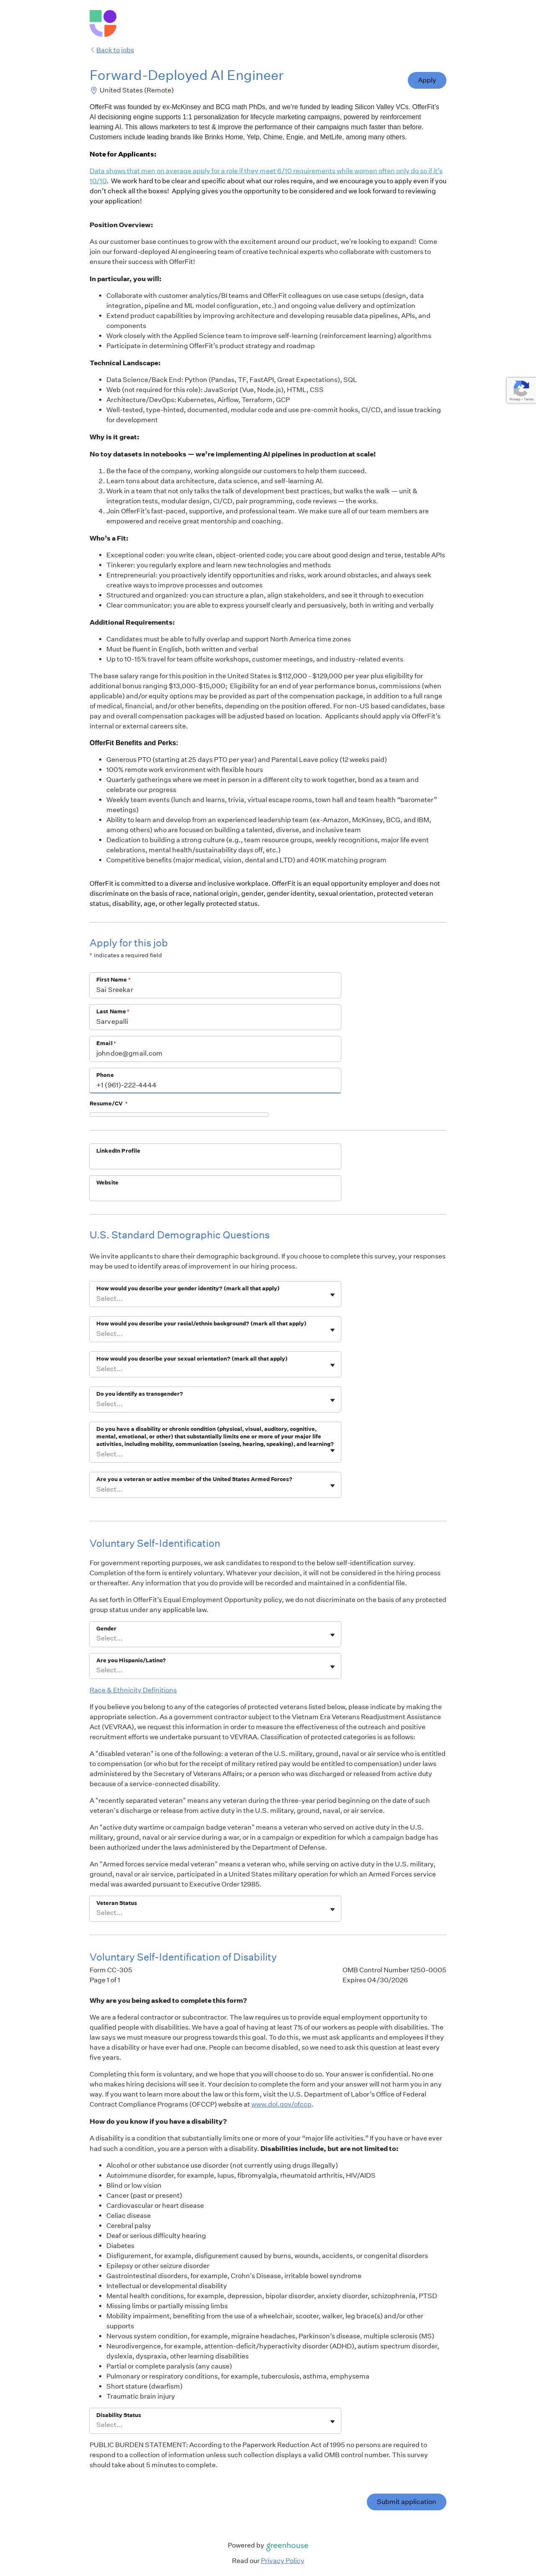 Back to jobs
Forward-Deployed AI Engineer
United States (Remote)
Apply
OfferFit was founded by ex-McKinsey and BCG math PhDs, and we're funded by leading Silicon Valley VCs. OfferFit's
AI decisioning engine supports 1:1 personalization for lifecycle marketing campaigns, powered by reinforcement
learning AI. This allows marketers to test & improve the performance of their campaigns much faster than before.
Customers include leading brands like Brinks Home, Yelp, Chime, Engie, and MetLife, among many others.
Note for Applicants:
Data shows that men on average apply for a role if they meet 6/10 requirements while women often only do so if it's
10/10. We work hard to be clear and specific about what our roles require, and we encourage you to apply even if you
don't check all the boxes! Applying gives you the opportunity to be considered and we look forward to reviewing
your application!
Position Overview:
As our customer base continues to grow with the excitement around our product, we're looking to expand! Come
join our forward-deployed AI engineering team of creative technical experts who collaborate with customers to
ensure their success with OfferFit!
In particular, you will:
Collaborate with customer analytics/BI teams and OfferFit colleagues on use case setups (design, data
integration, pipeline and ML model configuration, etc.) and ongoing value delivery and optimization
Extend product capabilities by improving architecture and developing reusable data pipelines, APIs, and
components
Work closely with the Applied Science team to improve self-learning (reinforcement learning) algorithms
Participate in determining OfferFit's product strategy and roadmap
Technical Landscape:
Data Science/Back End: Python (Pandas, TF, FastAPI, Great Expectations), SQL
Web (not required for this role): JavaScript (Vue, Node.js), HTML, CSS
Architecture/DevOps: Kubernetes, Airflow, Terraform, GCP
Well-tested, type-hinted, documented, modular code and use pre-commit hooks, CI/CD, and issue tracking
for development
Why is it great:
No toy datasets in notebooks — we're implementing AI pipelines in production at scale!
1. Be the face of the company, working alongside our customers to help them succeed.
2. Learn tons about data architecture, data science, and self-learning AI.
3. Work in a team that not only talks the talk of development best practices, but walks the walk — unit &
integration tests, modular design, CI/CD, pair programming, code reviews — the works.
4. Join OfferFit's fast-paced, supportive, and professional team. We make sure all of our team members are
empowered and receive great mentorship and coaching.
Who's a Fit:
Exceptional coder: you write clean, object-oriented code; you care about good design and terse, testable APIs
Tinkerer: you regularly explore and learn new technologies and methods
Entrepreneurial: you proactively identify opportunities and risks, work around obstacles, and always seek
creative ways to improve processes and outcomes
Structured and organized: you can structure a plan, align stakeholders, and see it through to execution
Clear communicator: you are able to express yourself clearly and persuasively, both in writing and verbally
Additional Requirements:
Candidates must be able to fully overlap and support North America time zones
Must be fluent in English, both written and verbal
Up to 10-15% travel for team offsite workshops, customer meetings, and industry-related events
The base salary range for this position in the United States is $112,000 - $129,000 per year plus eligibility for
additional bonus ranging $13,000-$15,000; Eligibility for an end of year performance bonus, commissions (when
applicable) and/or equity options may be provided as part of the compensation package, in addition to a full range
of medical, financial, and/or other benefits, depending on the position offered. For non-US based candidates, base
pay and overall compensation packages will be adjusted based on location. Applicants should apply via OfferFit's
internal or external careers site.
OfferFit Benefits and Perks:
Generous PTO (starting at 25 days PTO per year) and Parental Leave policy (12 weeks paid)
100% remote work environment with flexible hours
Quarterly gatherings where we meet in person in a different city to work together, bond as a team and
celebrate our progress
Weekly team events (lunch and learns, trivia, virtual escape rooms, town hall and team health "barometer"
meetings)
Ability to learn and develop from an experienced leadership team (ex-Amazon, McKinsey, BCG, and IBM,
among others) who are focused on building a talented, diverse, and inclusive team
Dedication to building a strong culture (e.g., team resource groups, weekly recognitions, major life event
celebrations, mental health/sustainability days off, etc.)
Competitive benefits (major medical, vision, dental and LTD) and 401K matching program
OfferFit is committed to a diverse and inclusive workplace. OfferFit is an equal opportunity employer and does not
discriminate on the basis of race, national origin, gender, gender identity, sexual orientation, protected veteran
status, disability, age, or other legally protected status.
Apply for this job
* indicates a required field
First Name *
Sai Sreekar
Last Name *
Sarvepalli
Email *
johndoe@gmail.com
Phone
+1 (961)-222-4444
Resume/CV *
LinkedIn Profile
Website
U.S. Standard Demographic Questions
We invite applicants to share their demographic background. If you choose to complete this survey, your responses
may be used to identify areas of improvement in our hiring process.
How would you describe your gender identity? (mark all that apply)
Select...
How would you describe your racial/ethnic background? (mark all that apply)
Select...
How would you describe your sexual orientation? (mark all that apply)
Select...
Do you identify as transgender?
Select...
Do you have a disability or chronic condition (physical, visual, auditory, cognitive,
mental, emotional, or other) that substantially limits one or more of your major life
activities, including mobility, communication (seeing, hearing, speaking), and learning?
Select...
Are you a veteran or active member of the United States Armed Forces?
Select...
Voluntary Self-Identification
For government reporting purposes, we ask candidates to respond to the below self-identification survey.
Completion of the form is entirely voluntary. Whatever your decision, it will not be considered in the hiring process
or thereafter. Any information that you do provide will be recorded and maintained in a confidential file.
As set forth in OfferFit's Equal Employment Opportunity policy, we do not discriminate on the basis of any protected
group status under any applicable law.
Gender
Select...
Are you Hispanic/Latino?
Select...
Race & Ethnicity Definitions
If you believe you belong to any of the categories of protected veterans listed below, please indicate by making the
appropriate selection. As a government contractor subject to the Vietnam Era Veterans Readjustment Assistance
Act (VEVRAA), we request this information in order to measure the effectiveness of the outreach and positive
recruitment efforts we undertake pursuant to VEVRAA. Classification of protected categories is as follows:
A "disabled veteran" is one of the following: a veteran of the U.S. military, ground, naval or air service who is entitled
to compensation (or who but for the receipt of military retired pay would be entitled to compensation) under laws
administered by the Secretary of Veterans Affairs; or a person who was discharged or released from active duty
because of a service-connected disability.
A "recently separated veteran" means any veteran during the three-year period beginning on the date of such
veteran's discharge or release from active duty in the U.S. military, ground, naval, or air service.
An "active duty wartime or campaign badge veteran" means a veteran who served on active duty in the U.S.
military, ground, naval or air service during a war, or in a campaign or expedition for which a campaign badge has
been authorized under the laws administered by the Department of Defense.
An "Armed forces service medal veteran" means a veteran who, while serving on active duty in the U.S. military,
ground, naval or air service, participated in a United States military operation for which an Armed Forces service
medal was awarded pursuant to Executive Order 12985.
Veteran Status
Select...
Voluntary Self-Identification of Disability
Form CC-305
Page 1 of 1
OMB Control Number 1250-0005
Expires 04/30/2026
Why are you being asked to complete this form?
We are a federal contractor or subcontractor. The law requires us to provide equal employment opportunity to
qualified people with disabilities. We have a goal of having at least 7% of our workers as people with disabilities. The
law says we must measure our progress towards this goal. To do this, we must ask applicants and employees if they
have a disability or have ever had one. People can become disabled, so we need to ask this question at least every
five years.
Completing this form is voluntary, and we hope that you will choose to do so. Your answer is confidential. No one
who makes hiring decisions will see it. Your decision to complete the form and your answer will not harm you in any
way. If you want to learn more about the law or this form, visit the U.S. Department of Labor's Office of Federal
Contract Compliance Programs (OFCCP) website at www.dol.gov/ofccp.
How do you know if you have a disability?
A disability is a condition that substantially limits one or more of your "major life activities." If you have or have ever
had such a condition, you are a person with a disability. Disabilities include, but are not limited to:
Alcohol or other substance use disorder (not currently using drugs illegally)
Autoimmune disorder, for example, lupus, fibromyalgia, rheumatoid arthritis, HIV/AIDS
Blind or low vision
Cancer (past or present)
Cardiovascular or heart disease
Celiac disease
Cerebral palsy
Deaf or serious difficulty hearing
Diabetes
Disfigurement, for example, disfigurement caused by burns, wounds, accidents, or congenital disorders
Epilepsy or other seizure disorder
Gastrointestinal disorders, for example, Crohn's Disease, irritable bowel syndrome
Intellectual or developmental disability
Mental health conditions, for example, depression, bipolar disorder, anxiety disorder, schizophrenia, PTSD
Missing limbs or partially missing limbs
Mobility impairment, benefiting from the use of a wheelchair, scooter, walker, leg brace(s) and/or other
supports
Nervous system condition, for example, migraine headaches, Parkinson's disease, multiple sclerosis (MS)
Neurodivergence, for example, attention-deficit/hyperactivity disorder (ADHD), autism spectrum disorder,
dyslexia, dyspraxia, other learning disabilities
Partial or complete paralysis (any cause)
Pulmonary or respiratory conditions, for example, tuberculosis, asthma, emphysema
Short stature (dwarfism)
Traumatic brain injury
Disability Status
Select...
PUBLIC BURDEN STATEMENT: According to the Paperwork Reduction Act of 1995 no persons are required to
respond to a collection of information unless such collection displays a valid OMB control number. This survey
should take about 5 minutes to complete.
Submit application
Powered by greenhouse
Read our Privacy Policy
Privacy - Terms